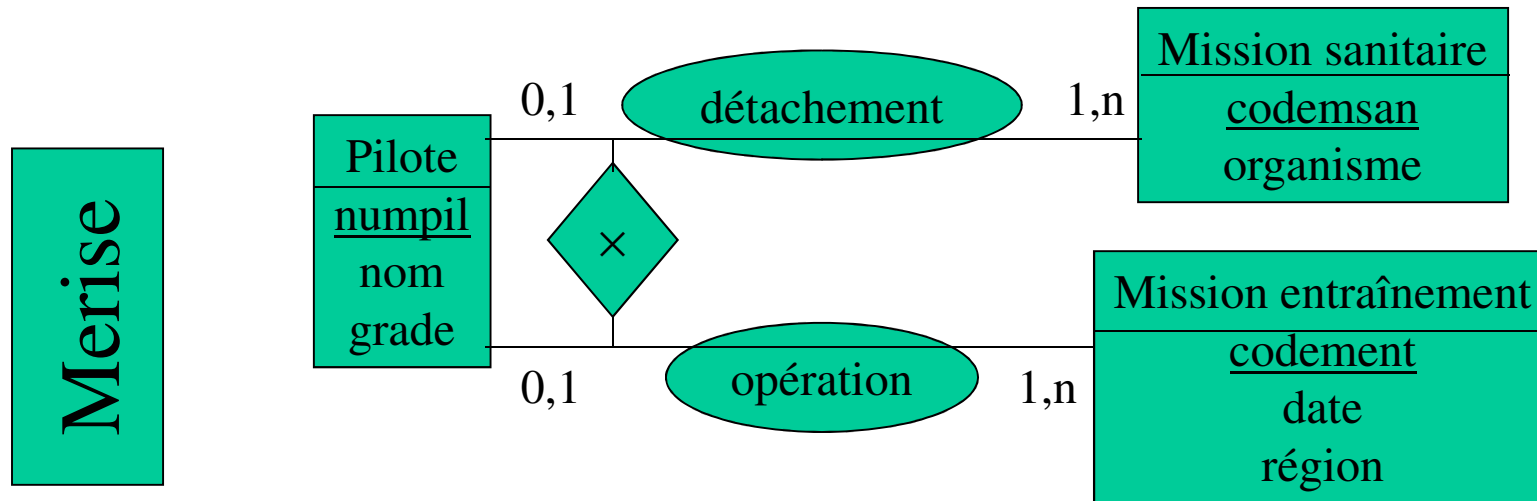 Merise
Pilote
numpil
nom
grade
0,1
détachement
1,n
Mission sanitaire
codemsan
organisme
×
0,1
opération
1,n
Mission entraînement
codement
date
région